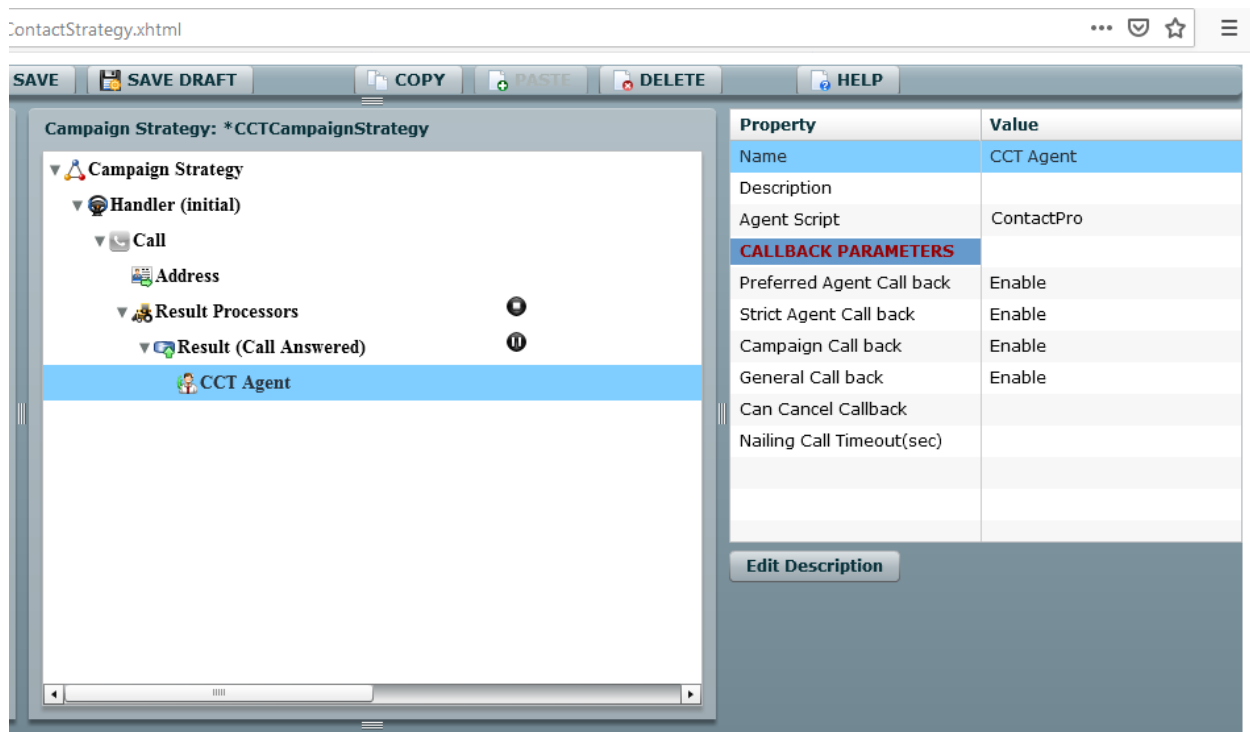 ContactStrategy.xhtml
SAVE SAVE DRAFT COPY PASTE DELETE HELP
Campaign Strategy: *CCTCampaignStrategy
Campaign Strategy
Handler (initial)
Call
Address
Result Processors
Result (Call Answered)
CCT Agent
Property Value
Name CCT Agent
Description
Agent Script ContactPro
CALLBACK PARAMETERS
Preferred Agent Call back Enable
Strict Agent Call back Enable
Campaign Call back Enable
General Call back Enable
Can Cancel Callback
Nailing Call Timeout(sec)
Edit Description